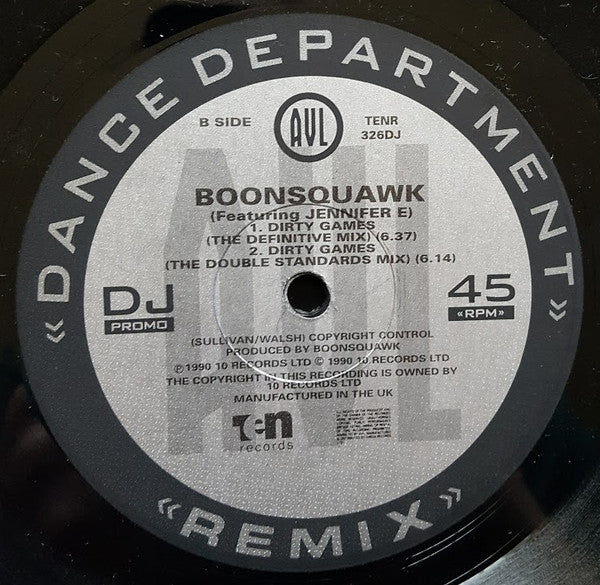 «DANCE DEPARTMENT»
B SIDE
AVL
TENR
326DJ
BOONSQUAWK
(Featuring JENNIFER E)
1. DIRTY GAMES
(THE DEFINITIVE MIX) (6.37)
2. DIRTY GAMES
(THE DOUBLE STANDARDS MIX) (6.14)
DJ
PROMO
45
«RPM»
(SULLIVAN/WALSH) COPYRIGHT CONTROL
PRODUCED BY BOONSQUAWK
℗ 1990 10 RECORDS LTD © 1990 10 RECORDS LTD
THE COPYRIGHT IN THIS RECORDING IS OWNED BY
10 RECORDS LTD
MANUFACTURED IN THE UK
ten
records
AVL
«REMIX»